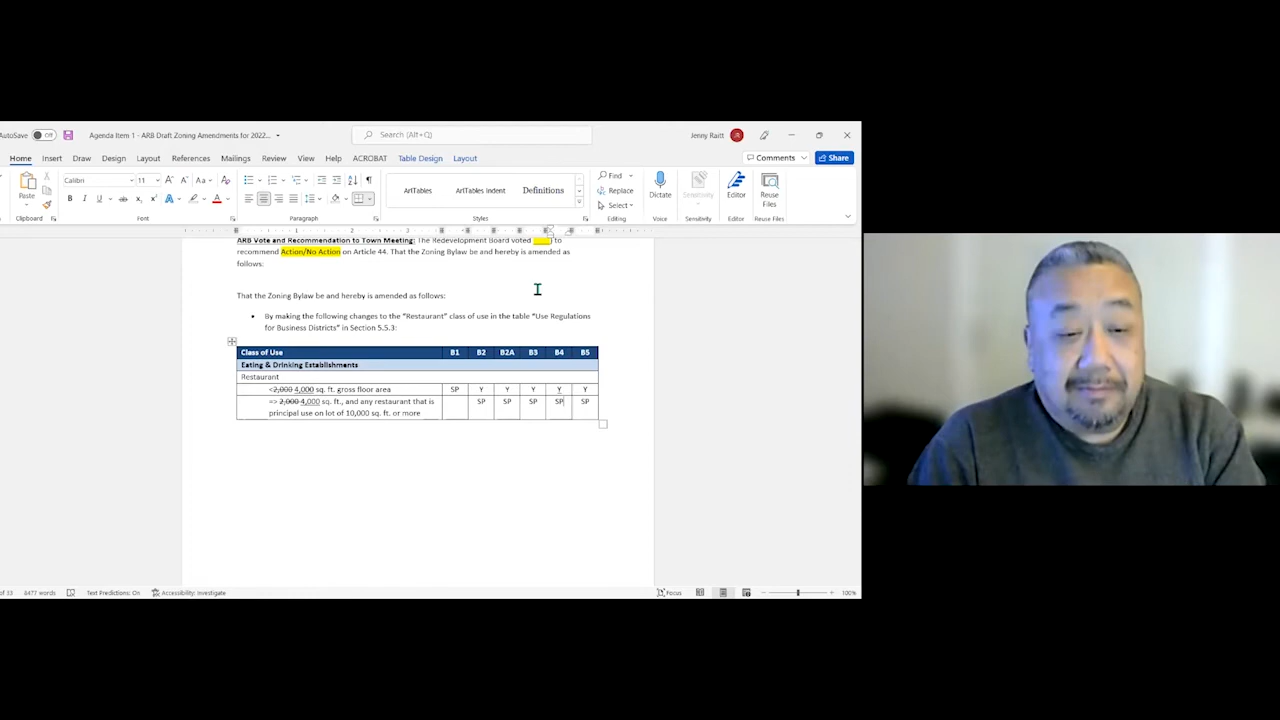 AutoSave Off Agenda Item 1 - ARB Draft Zoning Amendments for 2022... Search (Alt+Q) Jenny Raitt JR
Home Insert Draw Design Layout References Mailings Review View Help ACROBAT Table Design Layout Comments Share
Paste Calibri 11 ArtTables ArtTables Indent Definitions Find Replace Select Dictate Sensitivity Editor Reuse Files
Clipboard Font Paragraph Styles Editing Voice Sensitivity Editor Reuse Files
ARB Vote and Recommendation to Town Meeting: The Redevelopment Board voted ____) to
recommend Action/No Action on Article 44. That the Zoning Bylaw be and hereby is amended as
follows:
That the Zoning Bylaw be and hereby is amended as follows:
• By making the following changes to the "Restaurant" class of use in the table "Use Regulations
for Business Districts" in Section 5.5.3:
Class of Use B1 B2 B2A B3 B4 B5
Eating & Drinking Establishments
Restaurant
<2,000 4,000 sq. ft. gross floor area SP Y Y Y Y Y
=> 2,000 4,000 sq. ft., and any restaurant that is SP SP SP SP SP
principal use on lot of 10,000 sq. ft. or more
of 33 8477 words Text Predictions: On Accessibility: Investigate Focus 100%